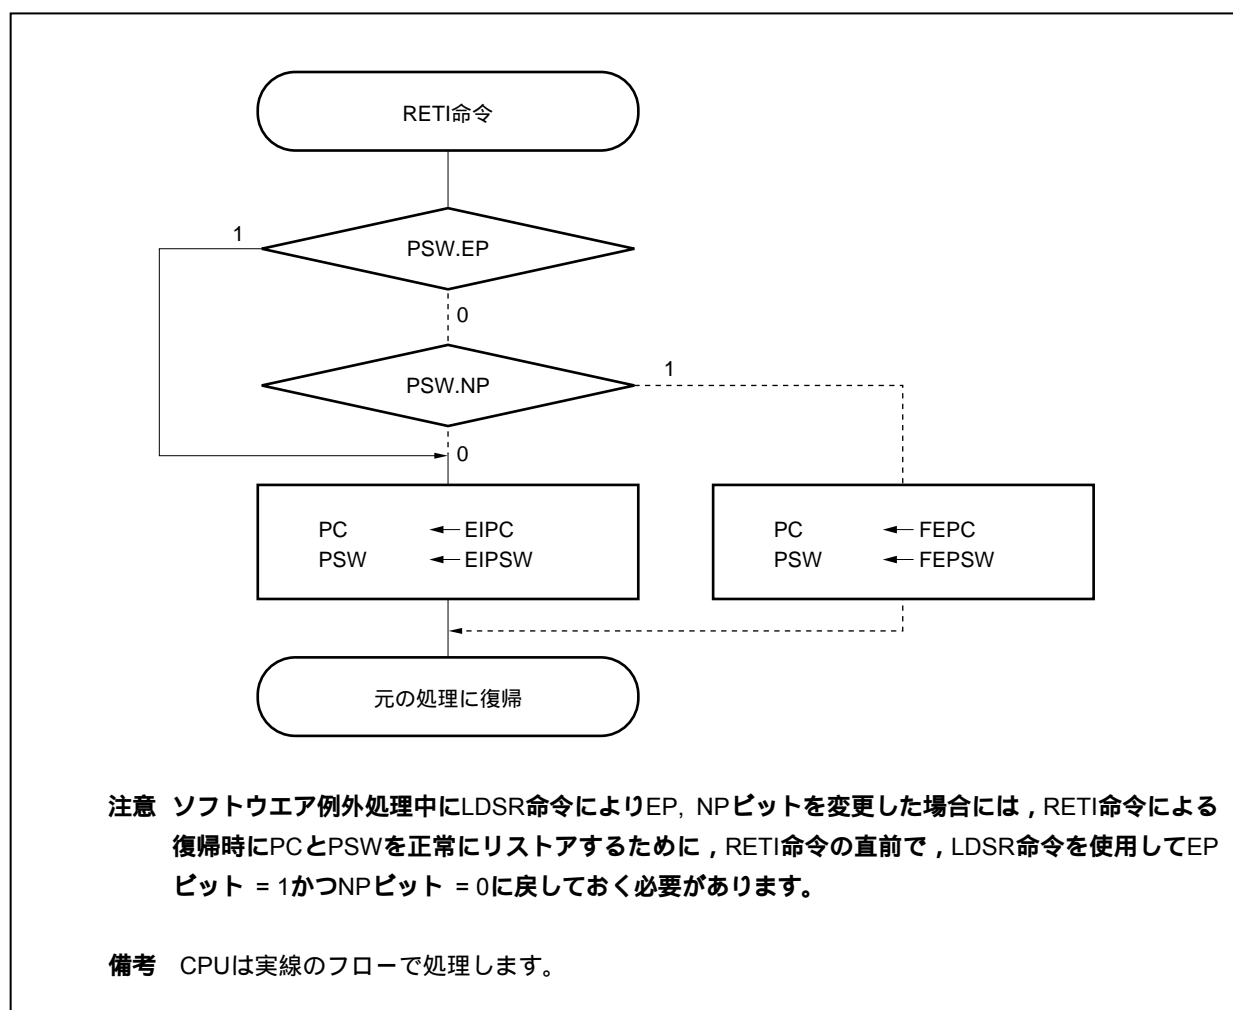 RETI命令
1
PSW.EP
0
PSW.NP
1
0
PC ← EIPC
PSW ← EIPSW
PC ← FEPC
PSW ← FEPSW
元の処理に復帰
注意 ソフトウエア例外処理中にLDSR命令によりEP, NPビットを変更した場合には，RETI命令による
復帰時にPCとPSWを正常にリストアするために，RETI命令の直前で，LDSR命令を使用してEP
ビット = 1かつNPビット = 0に戻しておく必要があります。
備考 CPUは実線のフローで処理します。